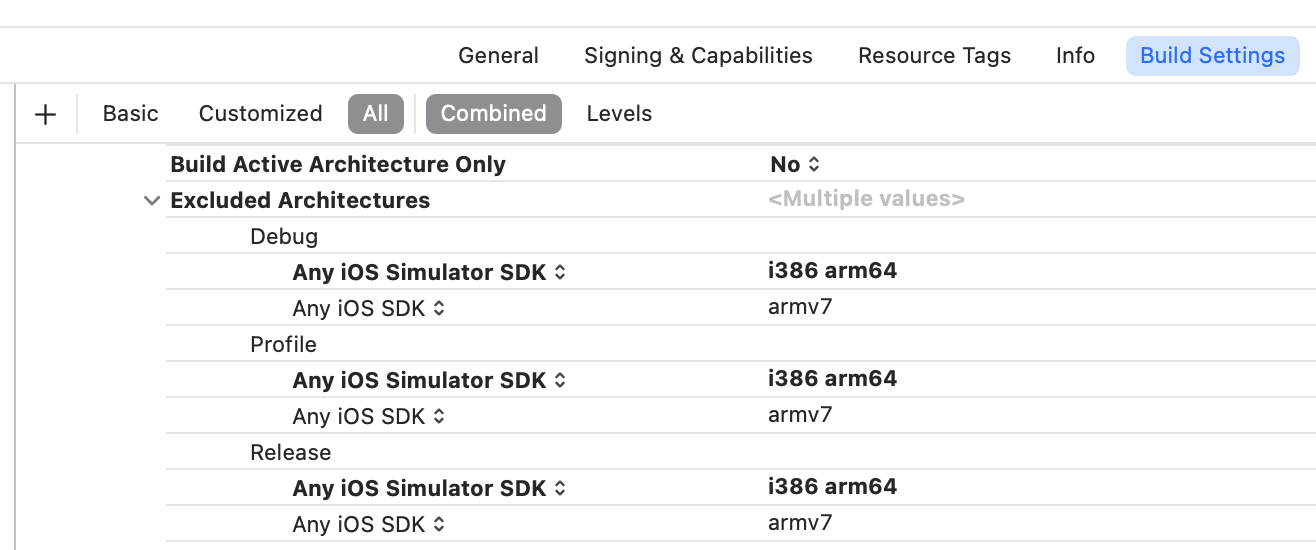 General Signing & Capabilities Resource Tags Info Build Settings
+ Basic Customized All Combined Levels
Build Active Architecture Only No
Excluded Architectures <Multiple values>
Debug
Any iOS Simulator SDK i386 arm64
Any iOS SDK armv7
Profile
Any iOS Simulator SDK i386 arm64
Any iOS SDK armv7
Release
Any iOS Simulator SDK i386 arm64
Any iOS SDK armv7